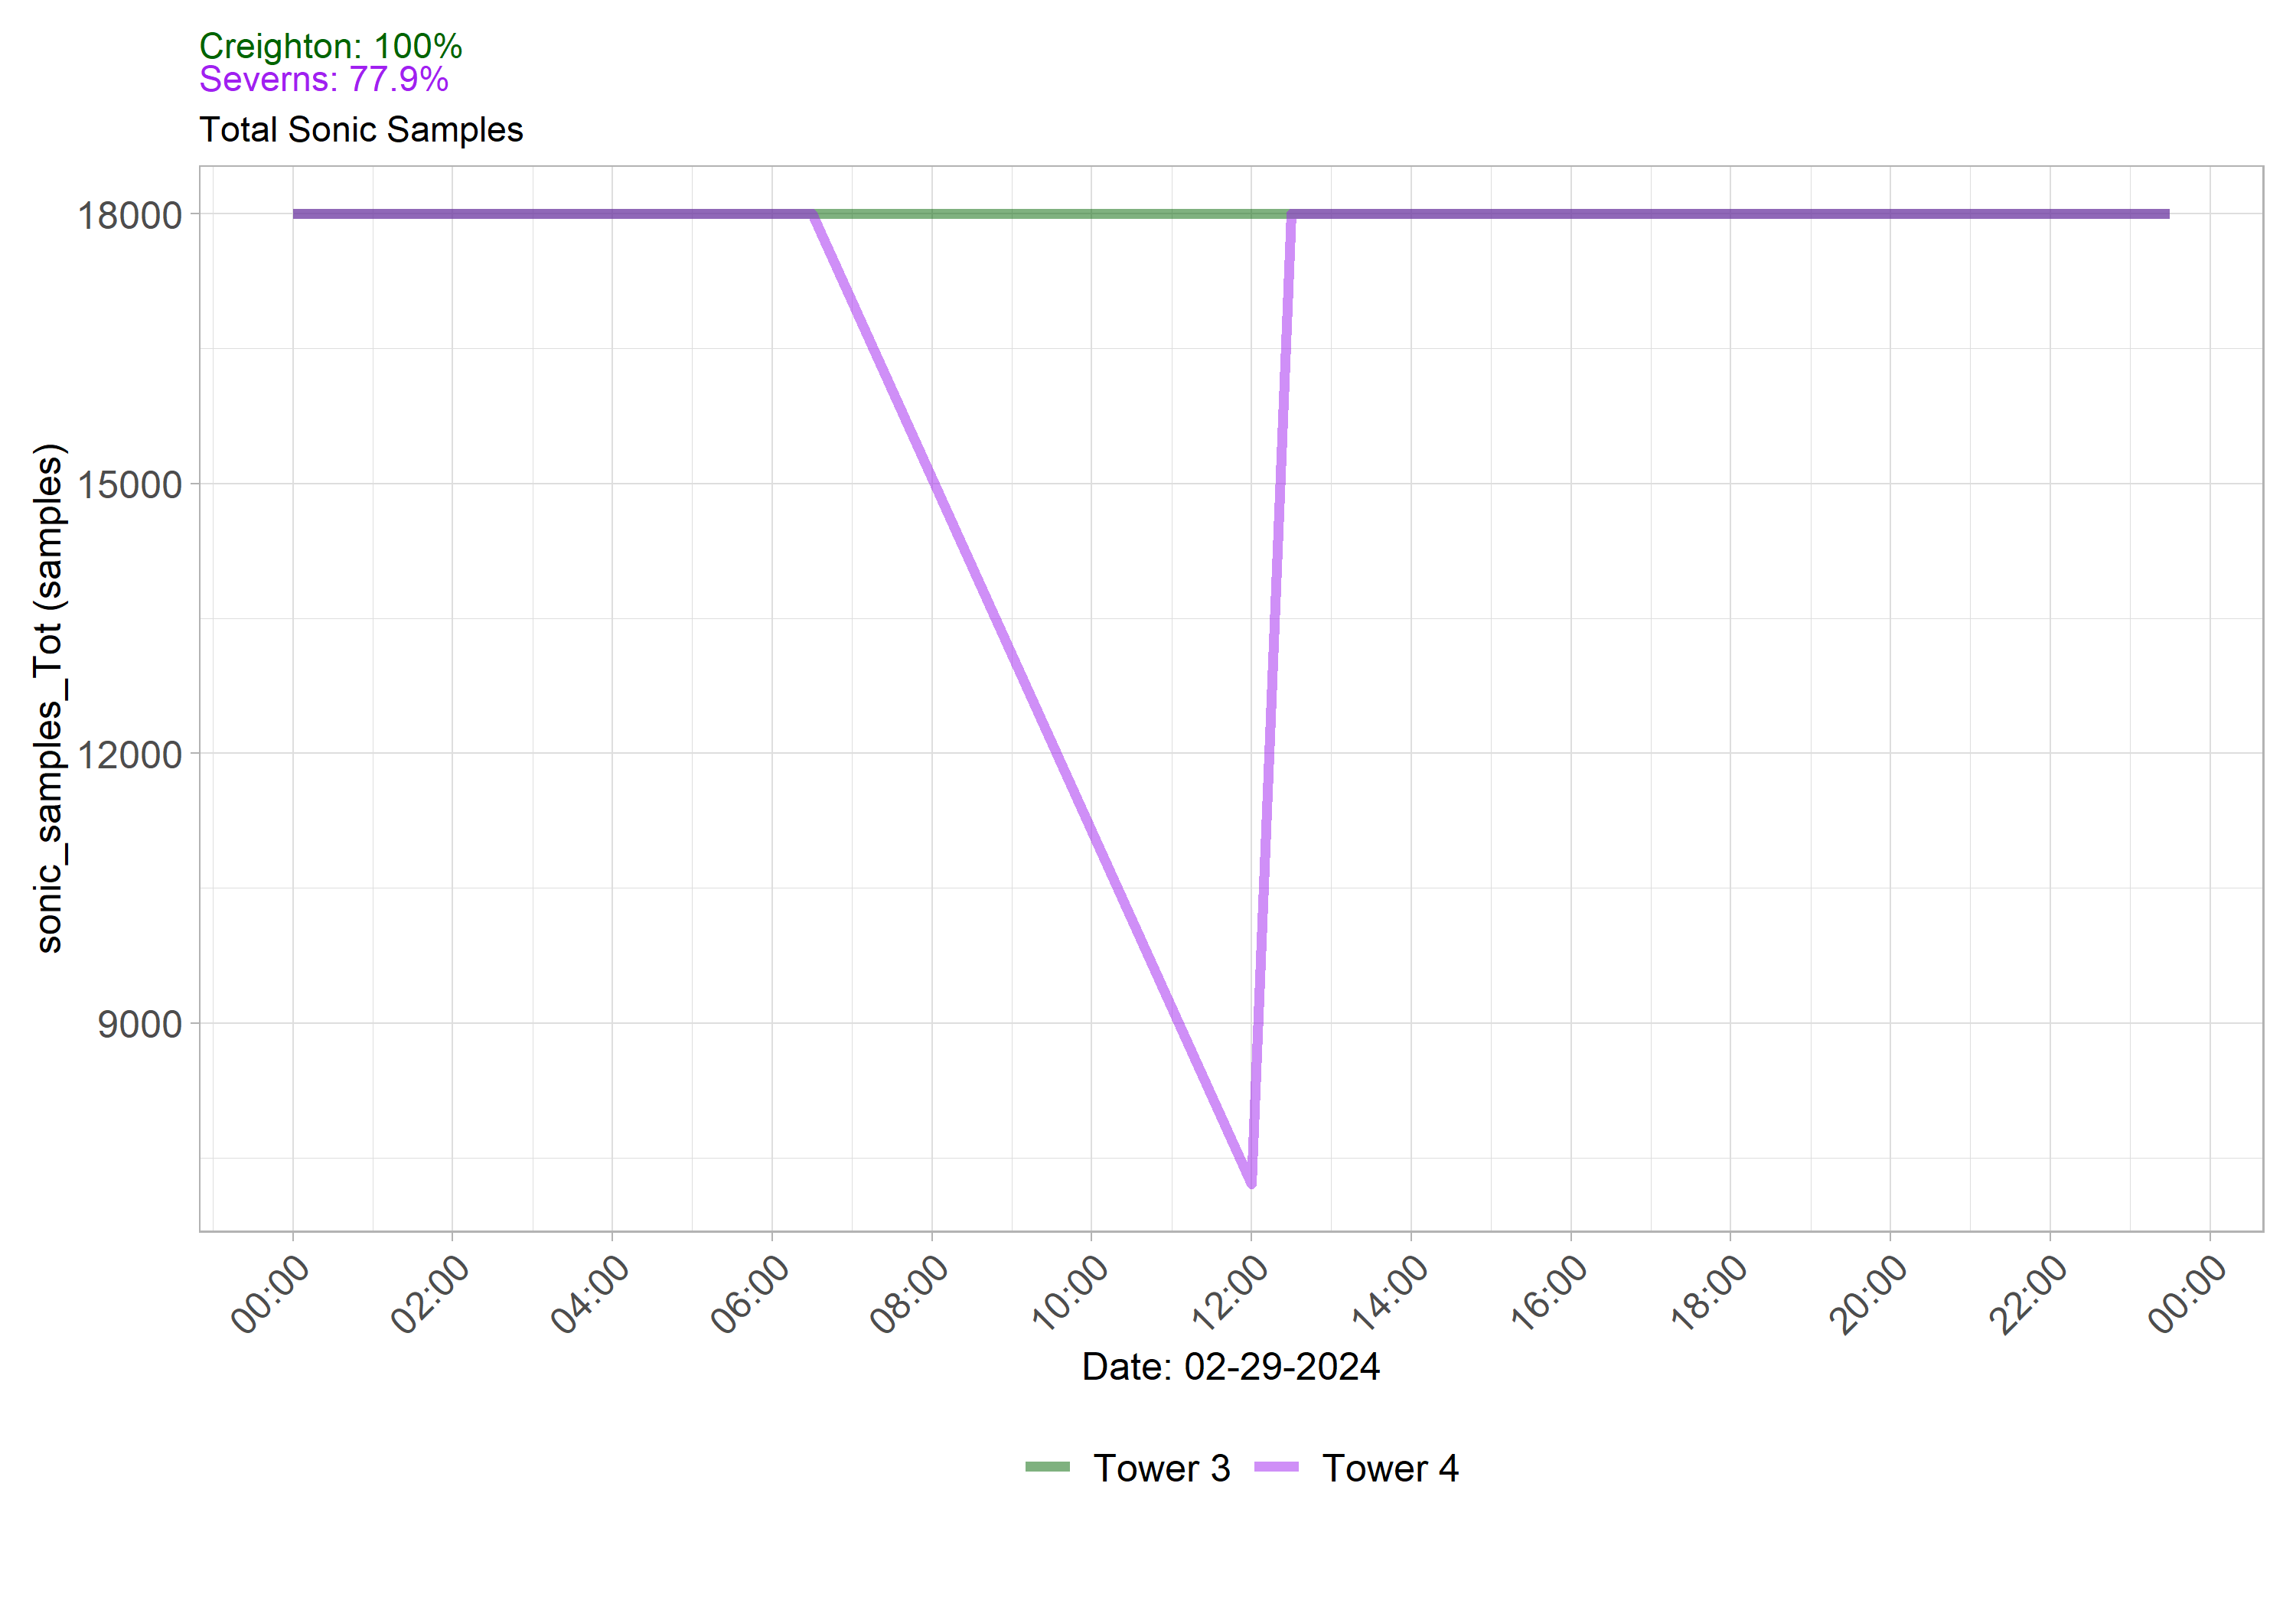 Creighton: 100%
Severns: 77.9%
Total Sonic Samples
sonic_samples_Tot (samples)
18000
15000
12000
9000
00:00 02:00 04:00 06:00 08:00 10:00 12:00 14:00 16:00 18:00 20:00 22:00 00:00
Date: 02-29-2024
Tower 3 Tower 4